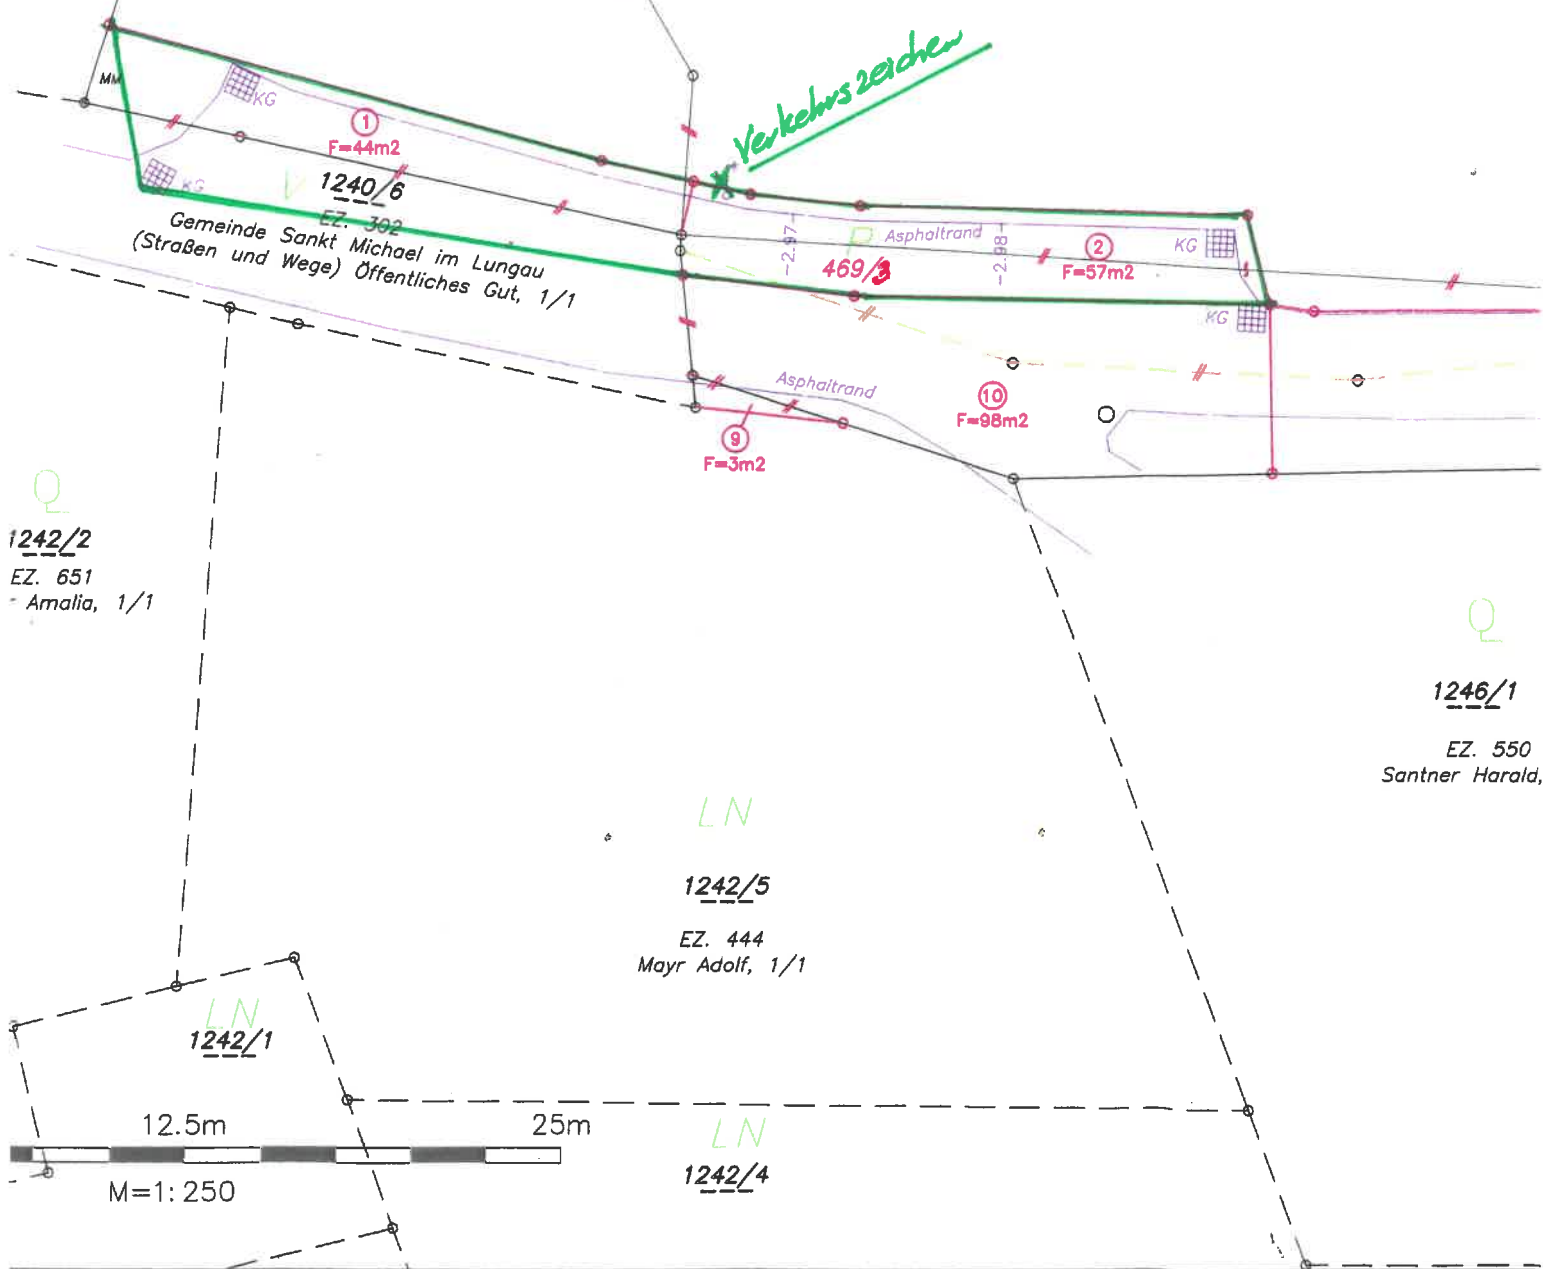 Verkehrszeichen
MM
KG
1
F=44m2
KG
V
1240/6
EZ. 302
Gemeinde Sankt Michael im Lungau
(Straßen und Wege) Öffentliches Gut, 1/1
-2.97-
P
Asphaltrand
-2.98-
2
F=57m2
KG
469/3
KG
Asphaltrand
10
F=98m2
9
F=3m2
Q
1242/2
EZ. 651
Amalia, 1/1
Q
1246/1
EZ. 550
Santner Harald,
LN
1242/5
EZ. 444
Mayr Adolf, 1/1
LN
1242/1
12.5m
25m
M=1:250
LN
1242/4